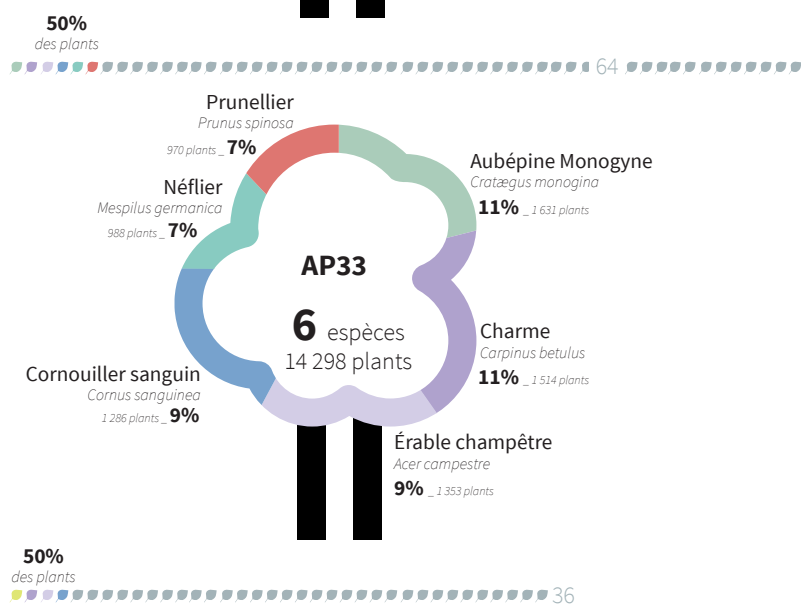 50%
des plants
64
Prunellier
Prunus spinosa
970 plants _ 7%
Aubépine Monogyne
Cratægus monogina
11% _ 1 631 plants
Néflier
Mespilus germanica
988 plants _ 7%
AP33
6 espèces
14 298 plants
Charme
Carpinus betulus
11% _ 1 514 plants
Cornouiller sanguin
Cornus sanguinea
1 286 plants _ 9%
Érable champêtre
Acer campestre
9% _ 1 353 plants
50%
des plants
36